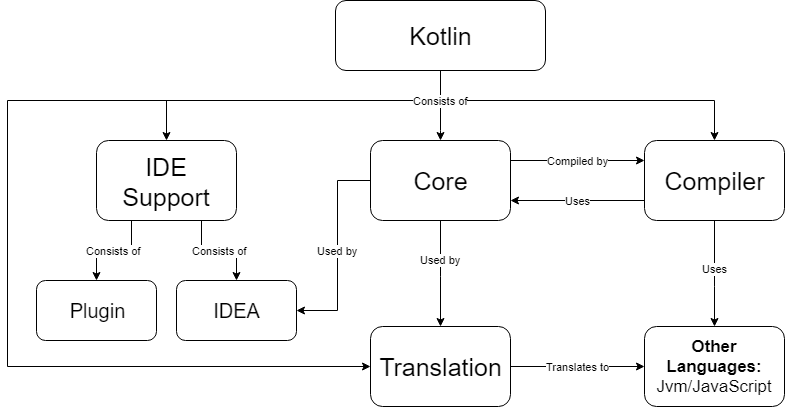 Kotlin
Consists of
IDE
Support
Core
Compiled by
Uses
Compiler
Consists of
Consists of
Used by
Used by
Uses
Plugin
IDEA
Translation
Translates to
Other
Languages:
Jvm/JavaScript